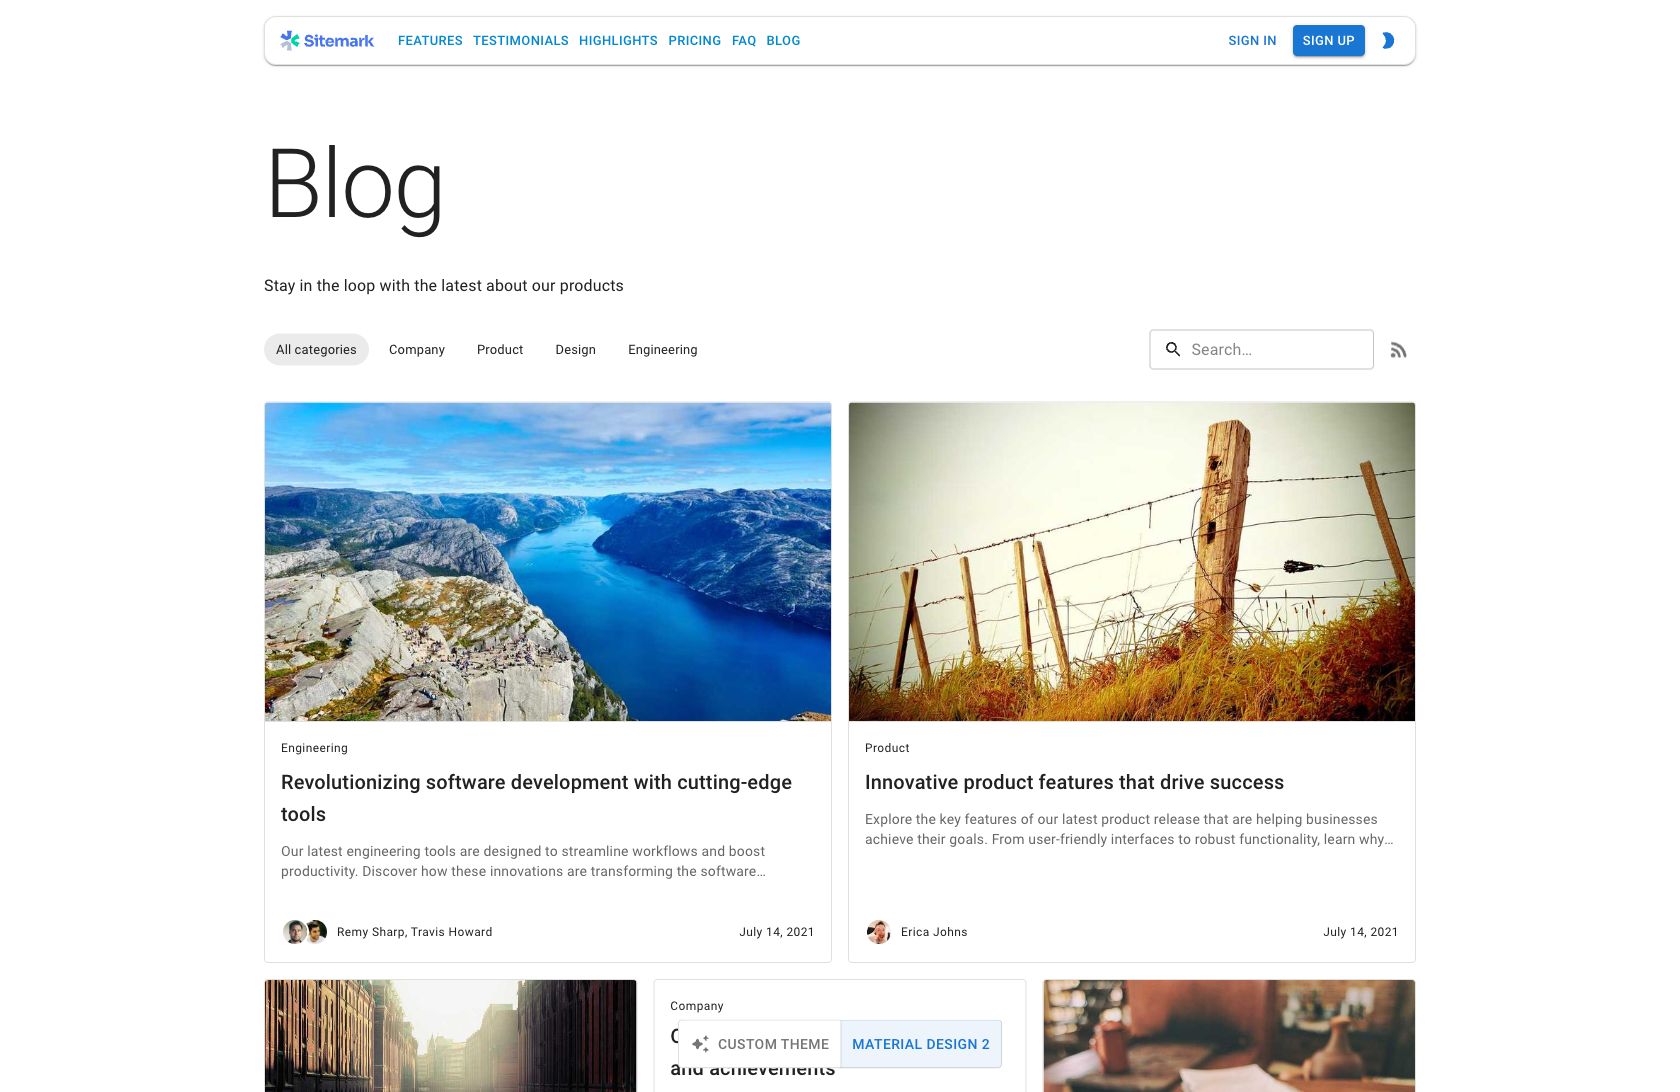 Sitemark FEATURES TESTIMONIALS HIGHLIGHTS PRICING FAQ BLOG SIGN IN SIGN UP
Blog
Stay in the loop with the latest about our products
All categories Company Product Design Engineering Search…
Engineering
Revolutionizing software development with cutting-edge
tools
Our latest engineering tools are designed to streamline workflows and boost
productivity. Discover how these innovations are transforming the software…
Remy Sharp, Travis Howard July 14, 2021
Product
Innovative product features that drive success
Explore the key features of our latest product release that are helping businesses
achieve their goals. From user-friendly interfaces to robust functionality, learn why…
Erica Johns July 14, 2021
Company
CUSTOM THEME MATERIAL DESIGN 2
and achievements